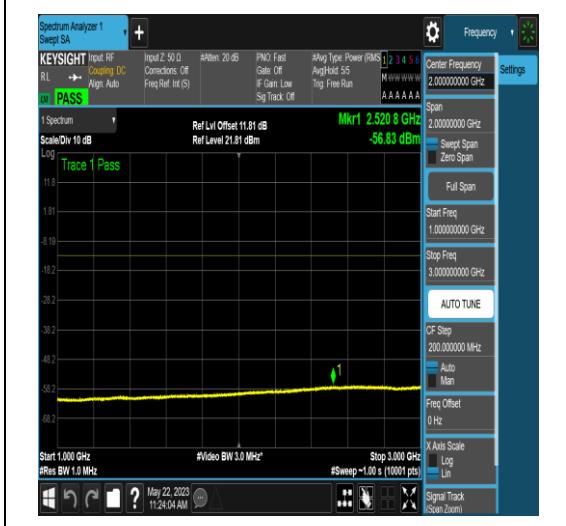 Spectrum Analyzer 1
Swept SA
+
Frequency
KEYSIGHT
RL
PASS
Input: RF
Coupling: DC
Align: Auto
Input Z: 50 Ω
Corrections: Off
Freq Ref: Int (S)
#Atten: 20 dB
PNO: Fast
Gate: Off
IF Gain: Low
Sig Track: Off
#Avg Type: Power (RMS
Avg|Hold: 5/5
Trig: Free Run
1 2 3 4 5 6
M W W W W W
A A A A A A
Settings
Center Frequency
2.000000000 GHz
Span
2.00000000 GHz
Swept Span
Zero Span
Full Span
Start Freq
1.000000000 GHz
Stop Freq
3.000000000 GHz
AUTO TUNE
CF Step
200.000000 MHz
Auto
Man
Freq Offset
0 Hz
X Axis Scale
Log
Lin
Signal Track
(Span Zoom)
1 Spectrum
Scale/Div 10 dB
Ref Lvl Offset 11.81 dB
Ref Level 21.81 dBm
Mkr1 2.520 8 GHz
-56.83 dBm
Log
Trace 1 Pass
11.8
1.81
-8.19
-18.2
-28.2
-38.2
-48.2
-58.2
-68.2
1
Start 1.000 GHz
#Res BW 1.0 MHz
#Video BW 3.0 MHz*
Stop 3.000 GHz
#Sweep ~1.00 s (10001 pts)
?
May 22, 2023
11:24:04 AM